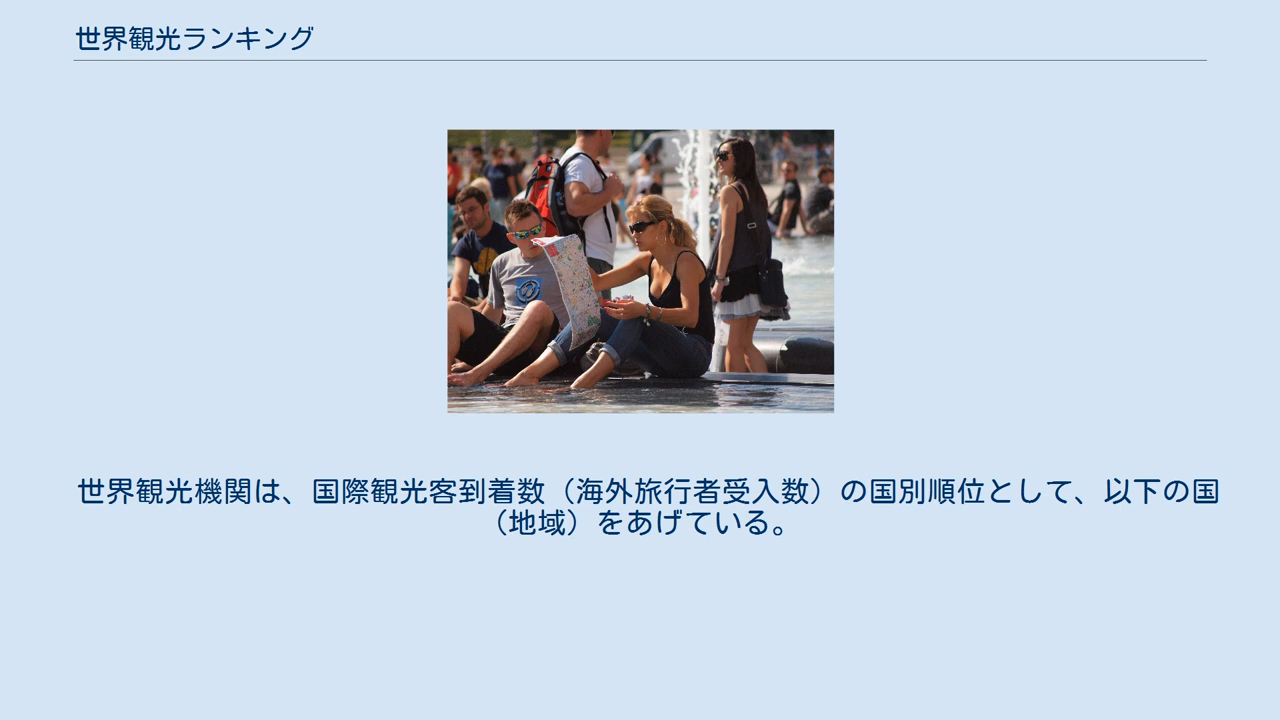 世界観光ランキング
世界観光機関は、国際観光客到着数（海外旅行者受入数）の国別順位として、以下の国
（地域）をあげている。